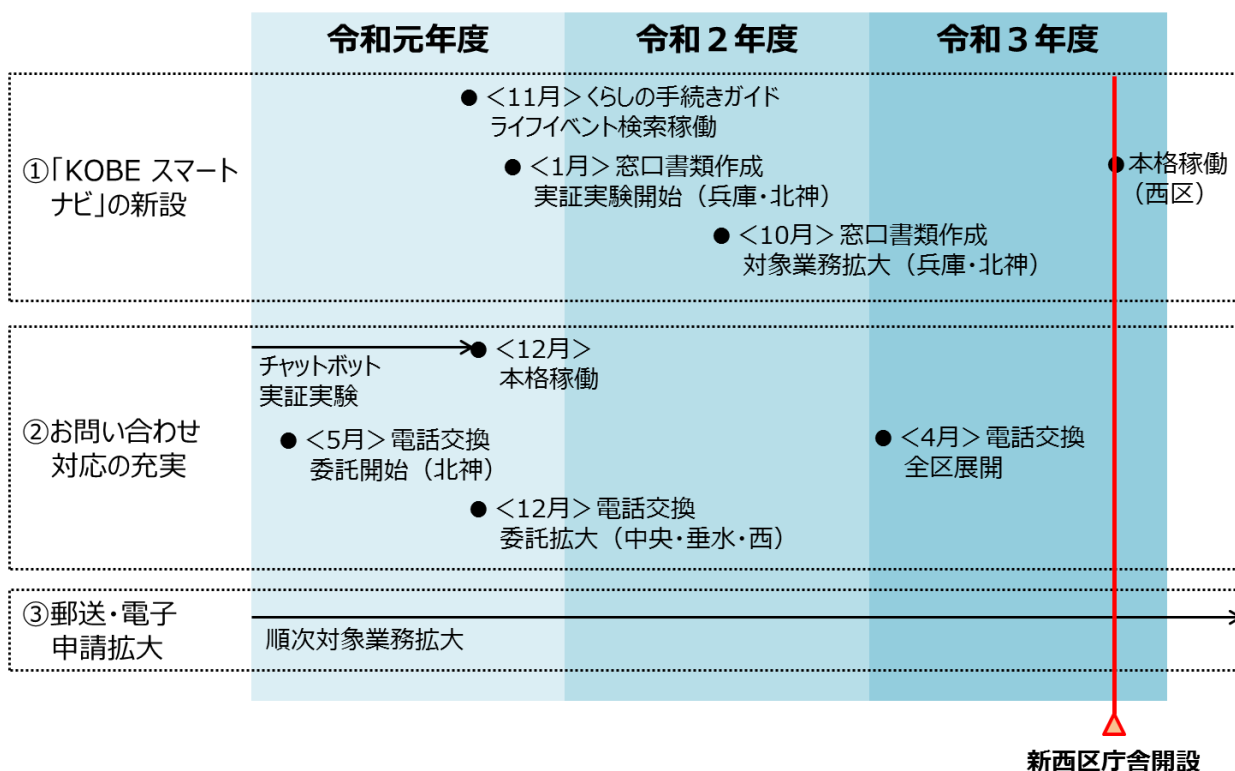 令和元年度
令和2年度
令和3年度
①「KOBE スマート
ナビ」の新設
●＜11月＞くらしの手続きガイド
ライフイベント検索稼働
●＜1月＞窓口書類作成
実証実験開始（兵庫・北神）
●＜10月＞窓口書類作成
対象業務拡大（兵庫・北神）
●本格稼働
（西区）
②お問い合わせ
対応の充実
チャットボット
実証実験
●＜12月＞
本格稼働
●＜5月＞電話交換
委託開始（北神）
●＜12月＞電話交換
委託拡大（中央・垂水・西）
●＜4月＞電話交換
全区展開
③郵送・電子
申請拡大
順次対象業務拡大
新西区庁舎開設